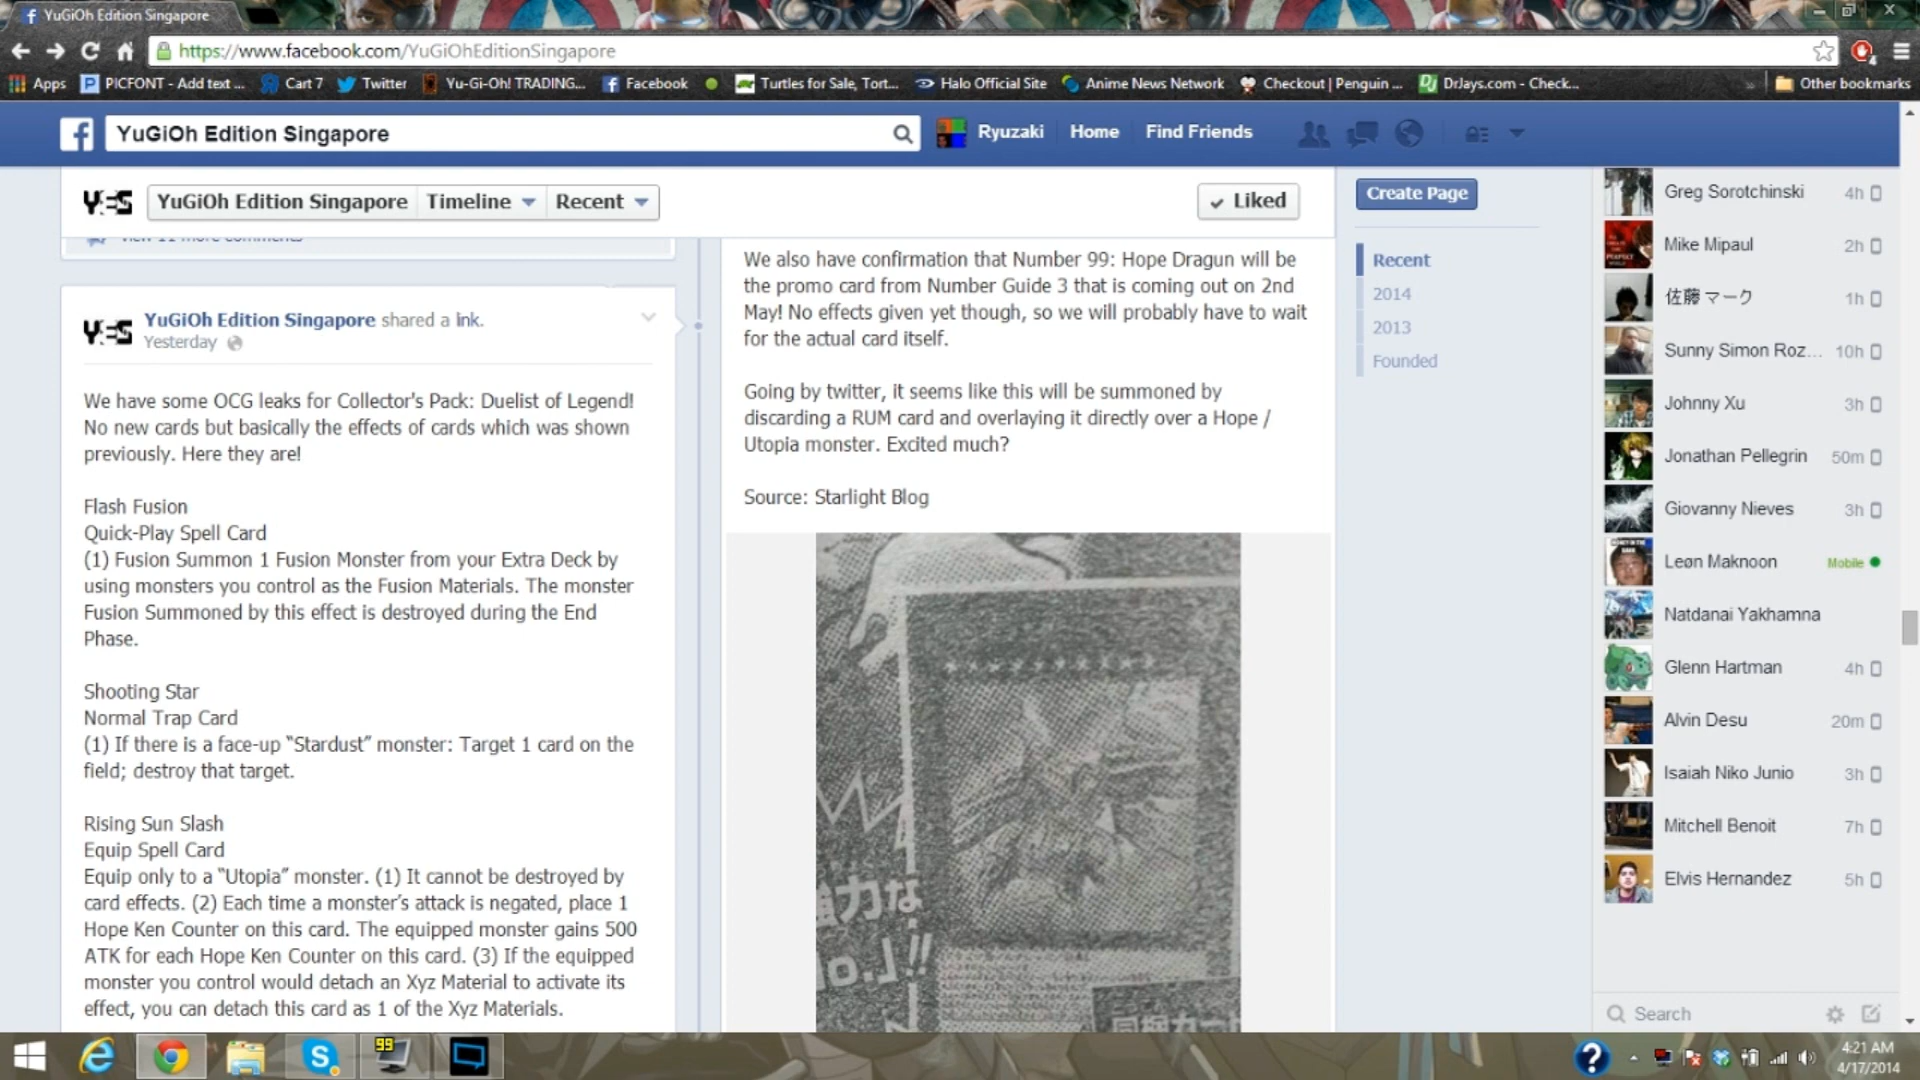 YuGiOh Edition Singapore
https://www.facebook.com/YuGiOhEditionSingapore
4
Apps
PICFONT - Add text ...
Cart 7
Twitter
Yu-Gi-Oh! TRADING...
Facebook
Turtles for Sale, Tort...
Halo Official Site
Anime News Network
Checkout | Penguin ...
DrJays.com - Check...
Other bookmarks
YuGiOh Edition Singapore
Ryuzaki
Home
Find Friends
YES
YuGiOh Edition Singapore
Timeline
Recent
Liked
Create Page
View 11 more comments
YES
YuGiOh Edition Singapore shared a link.
Yesterday
We have some OCG leaks for Collector's Pack: Duelist of Legend!
No new cards but basically the effects of cards which was shown
previously. Here they are!
Flash Fusion
Quick-Play Spell Card
(1) Fusion Summon 1 Fusion Monster from your Extra Deck by
using monsters you control as the Fusion Materials. The monster
Fusion Summoned by this effect is destroyed during the End
Phase.
Shooting Star
Normal Trap Card
(1) If there is a face-up "Stardust" monster: Target 1 card on the
field; destroy that target.
Rising Sun Slash
Equip Spell Card
Equip only to a "Utopia" monster. (1) It cannot be destroyed by
card effects. (2) Each time a monster's attack is negated, place 1
Hope Ken Counter on this card. The equipped monster gains 500
ATK for each Hope Ken Counter on this card. (3) If the equipped
monster you control would detach an Xyz Material to activate its
effect, you can detach this card as 1 of the Xyz Materials.
We also have confirmation that Number 99: Hope Dragun will be
the promo card from Number Guide 3 that is coming out on 2nd
May! No effects given yet though, so we will probably have to wait
for the actual card itself.
Going by twitter, it seems like this will be summoned by
discarding a RUM card and overlaying it directly over a Hope /
Utopia monster. Excited much?
Source: Starlight Blog
強力な
No.」!!
Recent
2014
2013
Founded
Greg Sorotchinski 4h
Mike Mipaul 2h
佐藤マーク 1h
Sunny Simon Roz... 10h
Johnny Xu 3h
Jonathan Pellegrin 50m
Giovanny Nieves 3h
Leøn Maknoon Mobile
Natdanai Yakhamna
Glenn Hartman 4h
Alvin Desu 20m
Isaiah Niko Junio 3h
Mitchell Benoit 7h
Elvis Hernandez 5h
Search
99
4:21 AM
4/17/2014